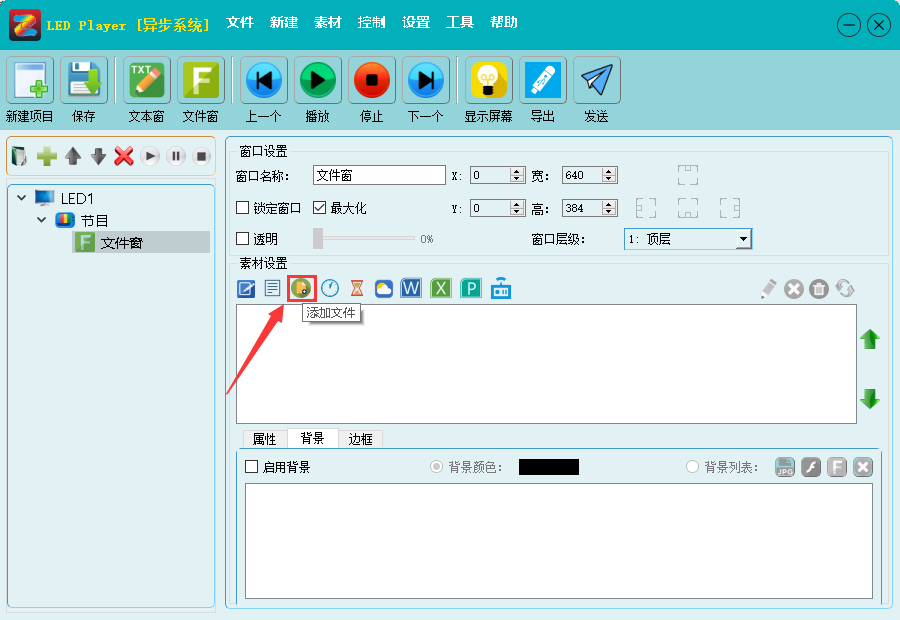 LED Player [异步系统] 文件 新建 素材 控制 设置 工具 帮助
TXT F
新建项目 保存 文本窗 文件窗 上一个 播放 停止 下一个 显示屏幕 导出 发送
LED1
节目
F 文件窗
窗口设置
窗口名称: 文件窗 X: 0 宽: 640
锁定窗口 最大化 Y: 0 高: 384
透明 0% 窗口层级: 1: 顶层
素材设置
W X P
添加文件
属性 背景 边框
启用背景 背景颜色: 背景列表: JPG f F